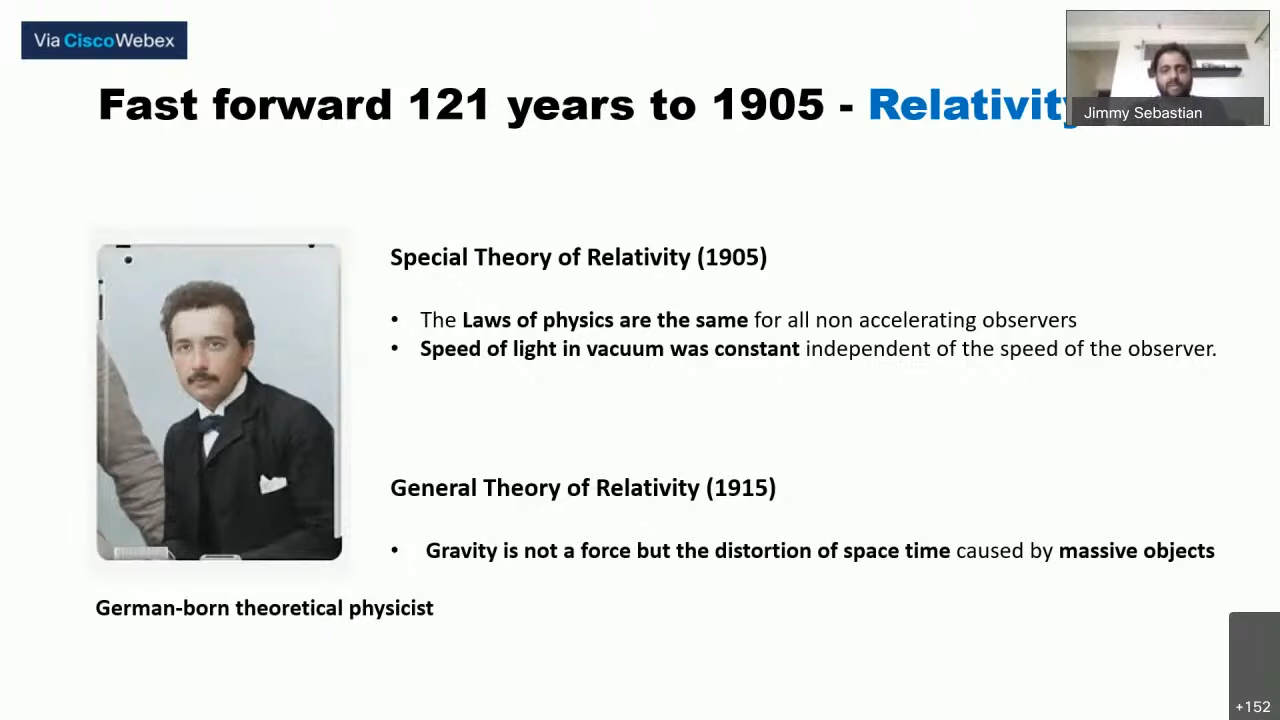 Via Cisco Webex
Fast forward 121 years to 1905 - Relativity
Jimmy Sebastian
Special Theory of Relativity (1905)
• The Laws of physics are the same for all non accelerating observers
• Speed of light in vacuum was constant independent of the speed of the observer.
General Theory of Relativity (1915)
• Gravity is not a force but the distortion of space time caused by massive objects
German-born theoretical physicist
+152